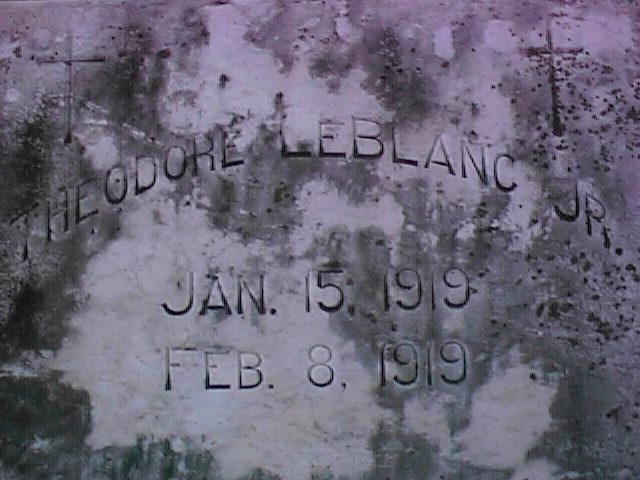 THEODORE LEBLANC JR.
JAN. 15, 1919
FEB. 8, 1919